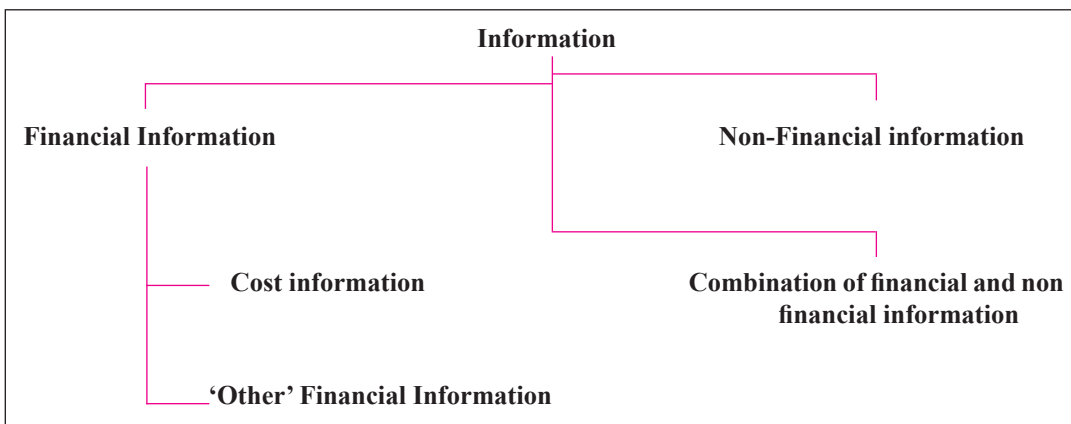 Information
Financial Information
Non-Financial information
Cost information
Combination of financial and non
financial information
‘Other’ Financial Information